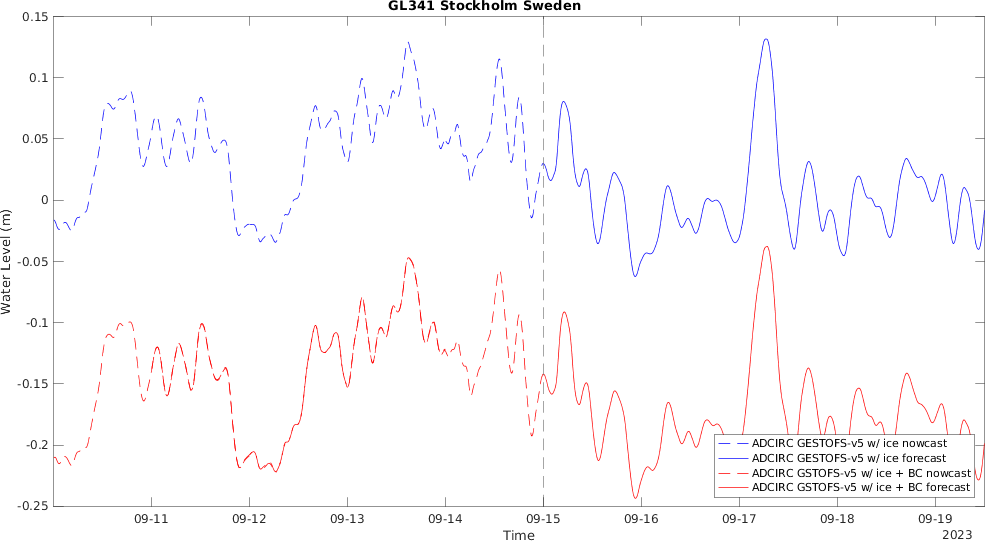 GL341 Stockholm Sweden
0.15
0.1
0.05
0
-0.05
-0.1
-0.15
-0.2
-0.25
Water Level (m)
ADCIRC GESTOFS-v5 w/ ice nowcast
ADCIRC GESTOFS-v5 w/ ice forecast
ADCIRC GSTOFS-v5 w/ ice + BC nowcast
ADCIRC GSTOFS-v5 w/ ice + BC forecast
09-11 09-12 09-13 09-14 09-15 09-16 09-17 09-18 09-19
Time
2023